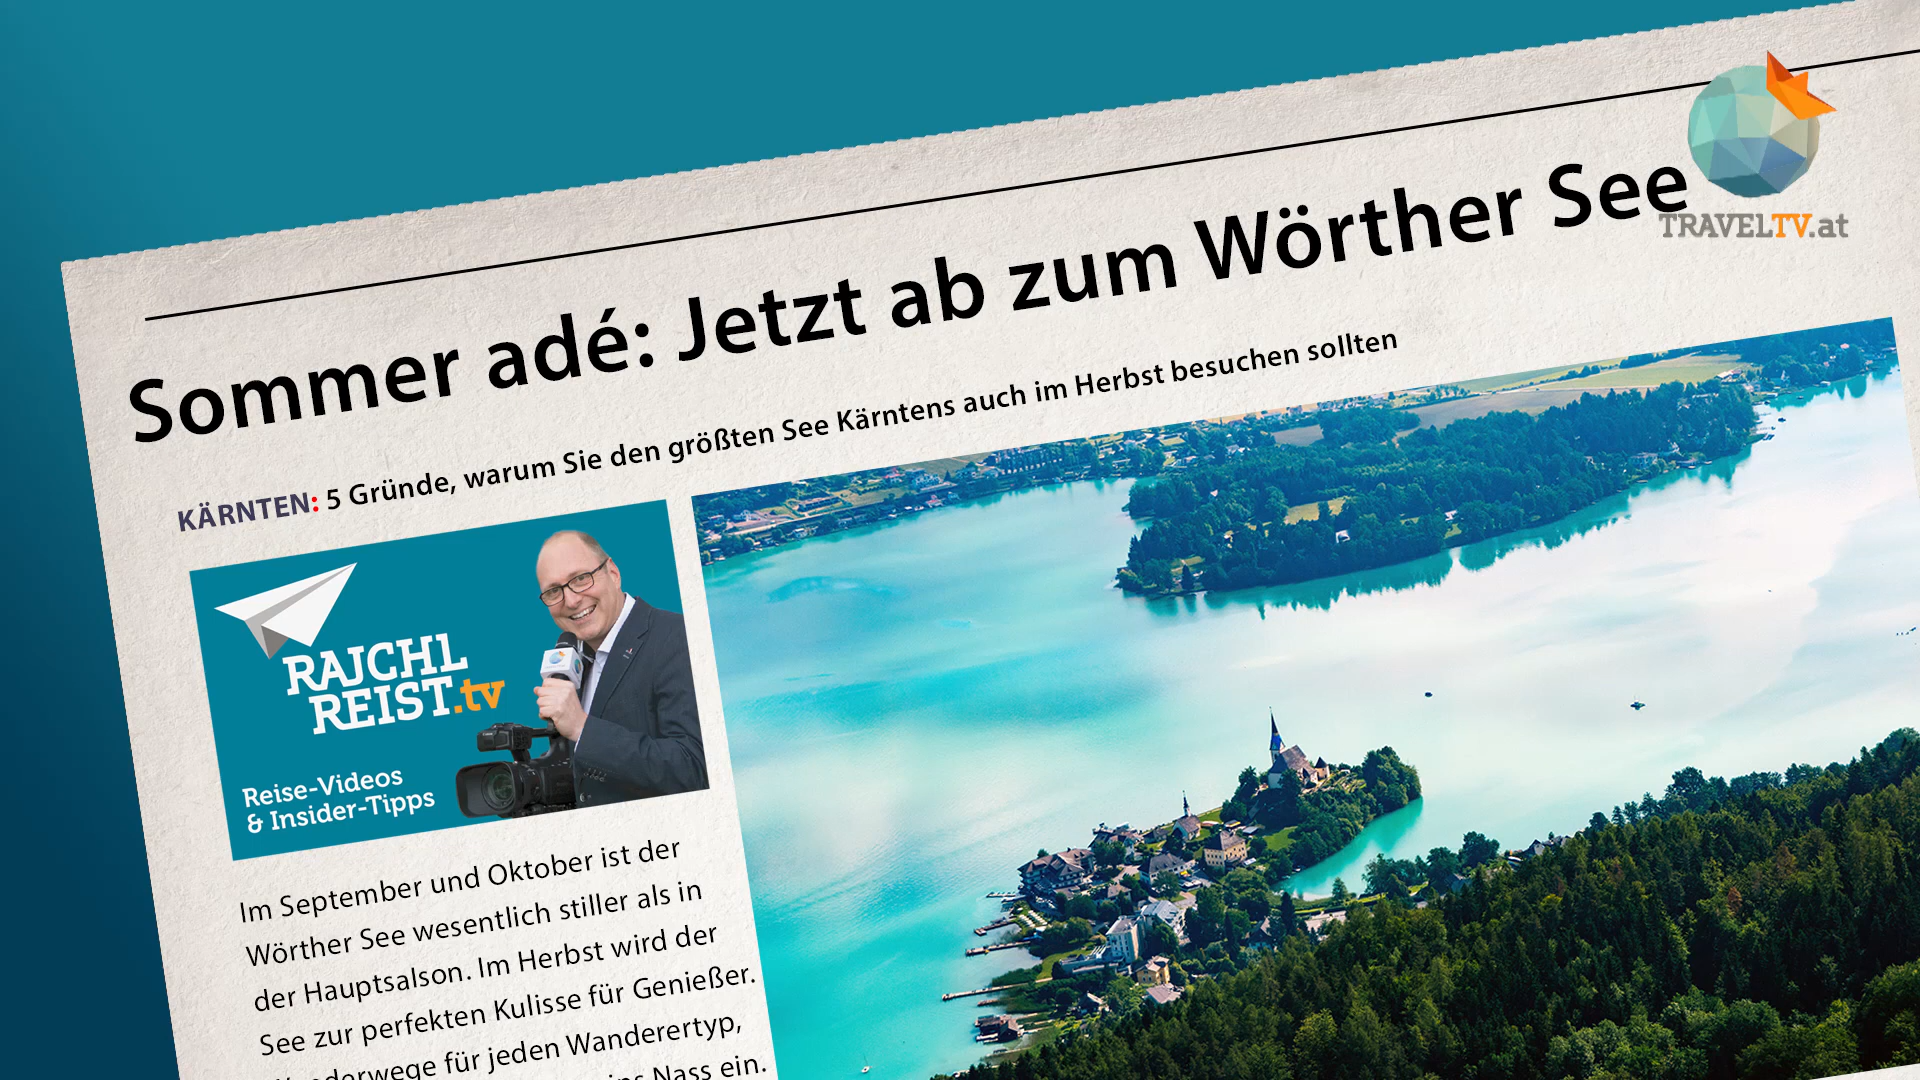 TRAVELTV.at
Sommer adé: Jetzt ab zum Wörther See
KÄRNTEN: 5 Gründe, warum Sie den größten See Kärntens auch im Herbst besuchen sollten
RAJCHL
REIST.tv
Reise-Videos
& Insider-Tipps
Im September und Oktober ist der
Wörther See wesentlich stiller als in
der Hauptsalson. Im Herbst wird der
See zur perfekten Kulisse für Genießer.
für jeden Wanderertyp,
Nass ein.